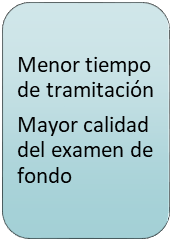 Menor tiempo
de tramitación
Mayor calidad
del examen de
fondo